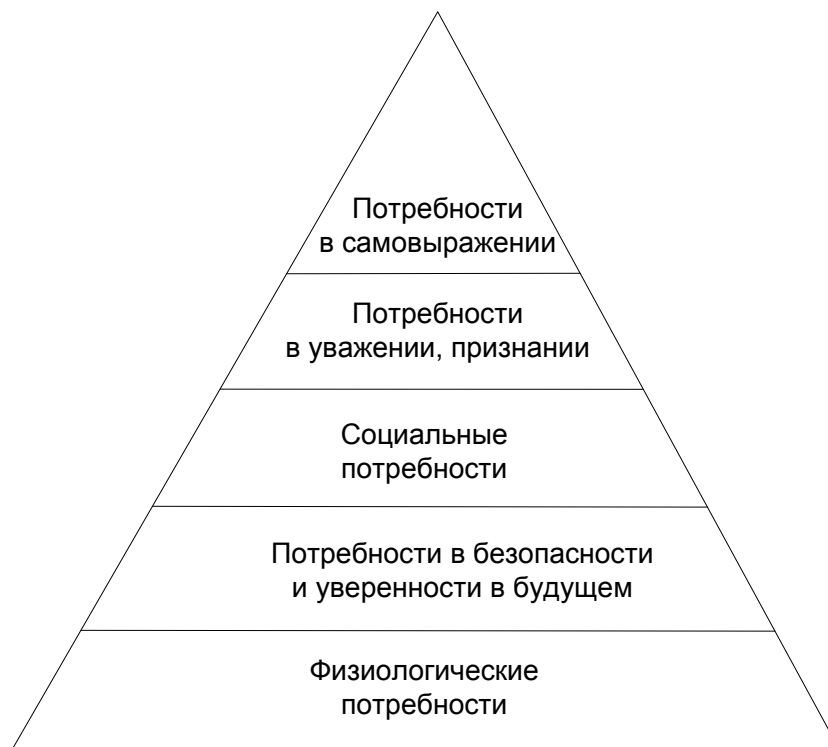 Потребности
в самовыражении
Потребности
в уважении, признании
Социальные
потребности
Потребности в безопасности
и уверенности в будущем
Физиологические
потребности